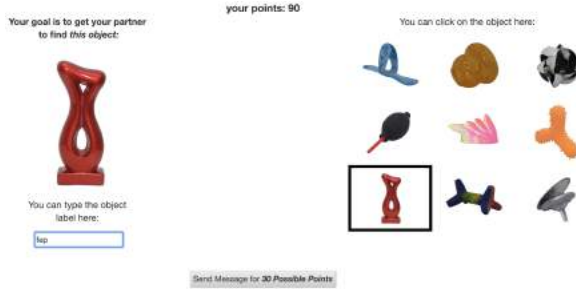 your points: 90
Your goal is to get your partner
to find this object:
You can click on the object here:
You can type the object
label here:
fep
Send Message for 30 Possible Points